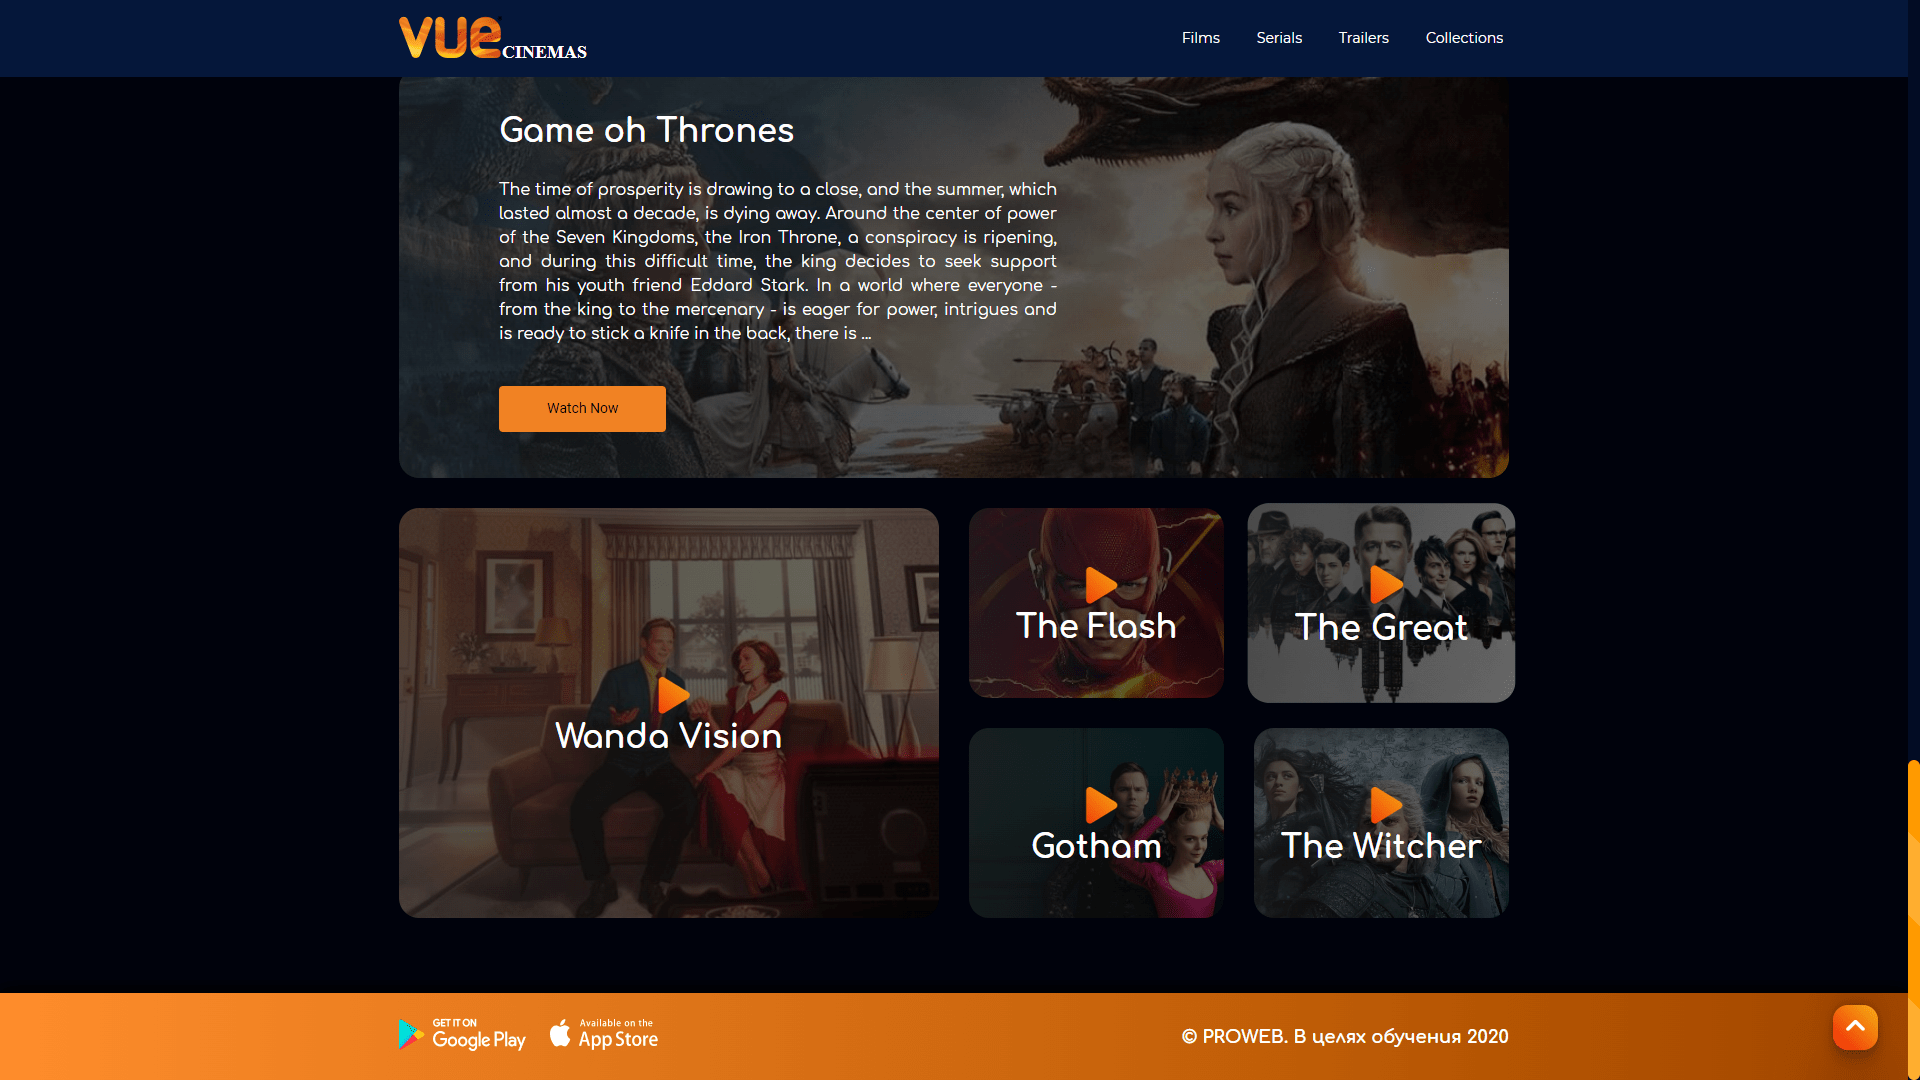 VUE CINEMAS
Films Serials Trailers Collections
Game oh Thrones
The time of prosperity is drawing to a close, and the summer, which
lasted almost a decade, is dying away. Around the center of power
of the Seven Kingdoms, the Iron Throne, a conspiracy is ripening,
and during this difficult time, the king decides to seek support
from his youth friend Eddard Stark. In a world where everyone -
from the king to the mercenary - is eager for power, intrigues and
is ready to stick a knife in the back, there is ...
Watch Now
Wanda Vision
The Flash
The Great
Gotham
The Witcher
GET IT ON
Google Play
Available on the
App Store
© PROWEB. В целях обучения 2020